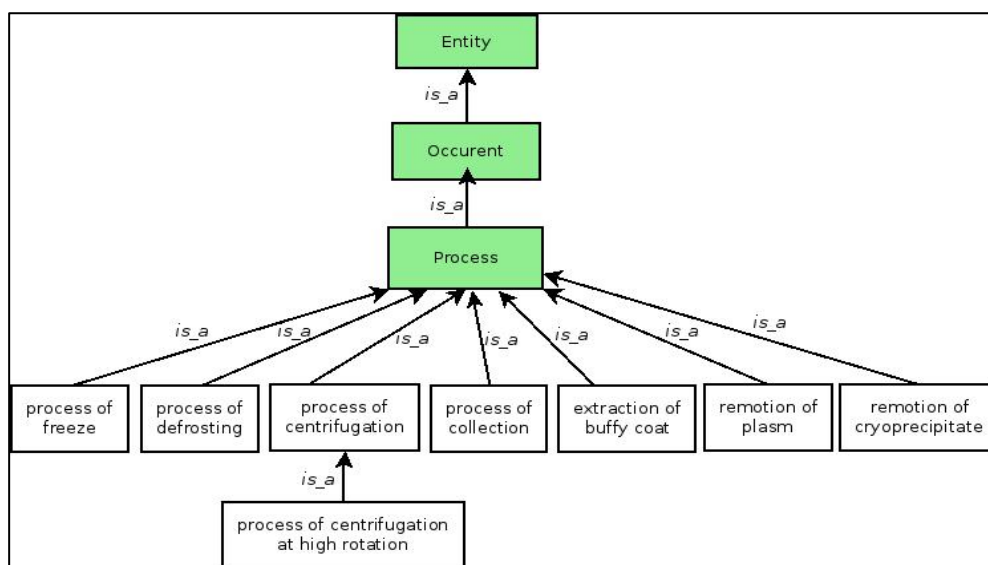 Entity
is_a
Occurent
is_a
Process
is_a is_a is_a is_a is_a is_a is_a
process of
freeze
process of
defrosting
process of
centrifugation
process of
collection
extraction of
buffy coat
remotion of
plasm
remotion of
cryoprecipitate
is_a
process of centrifugation
at high rotation